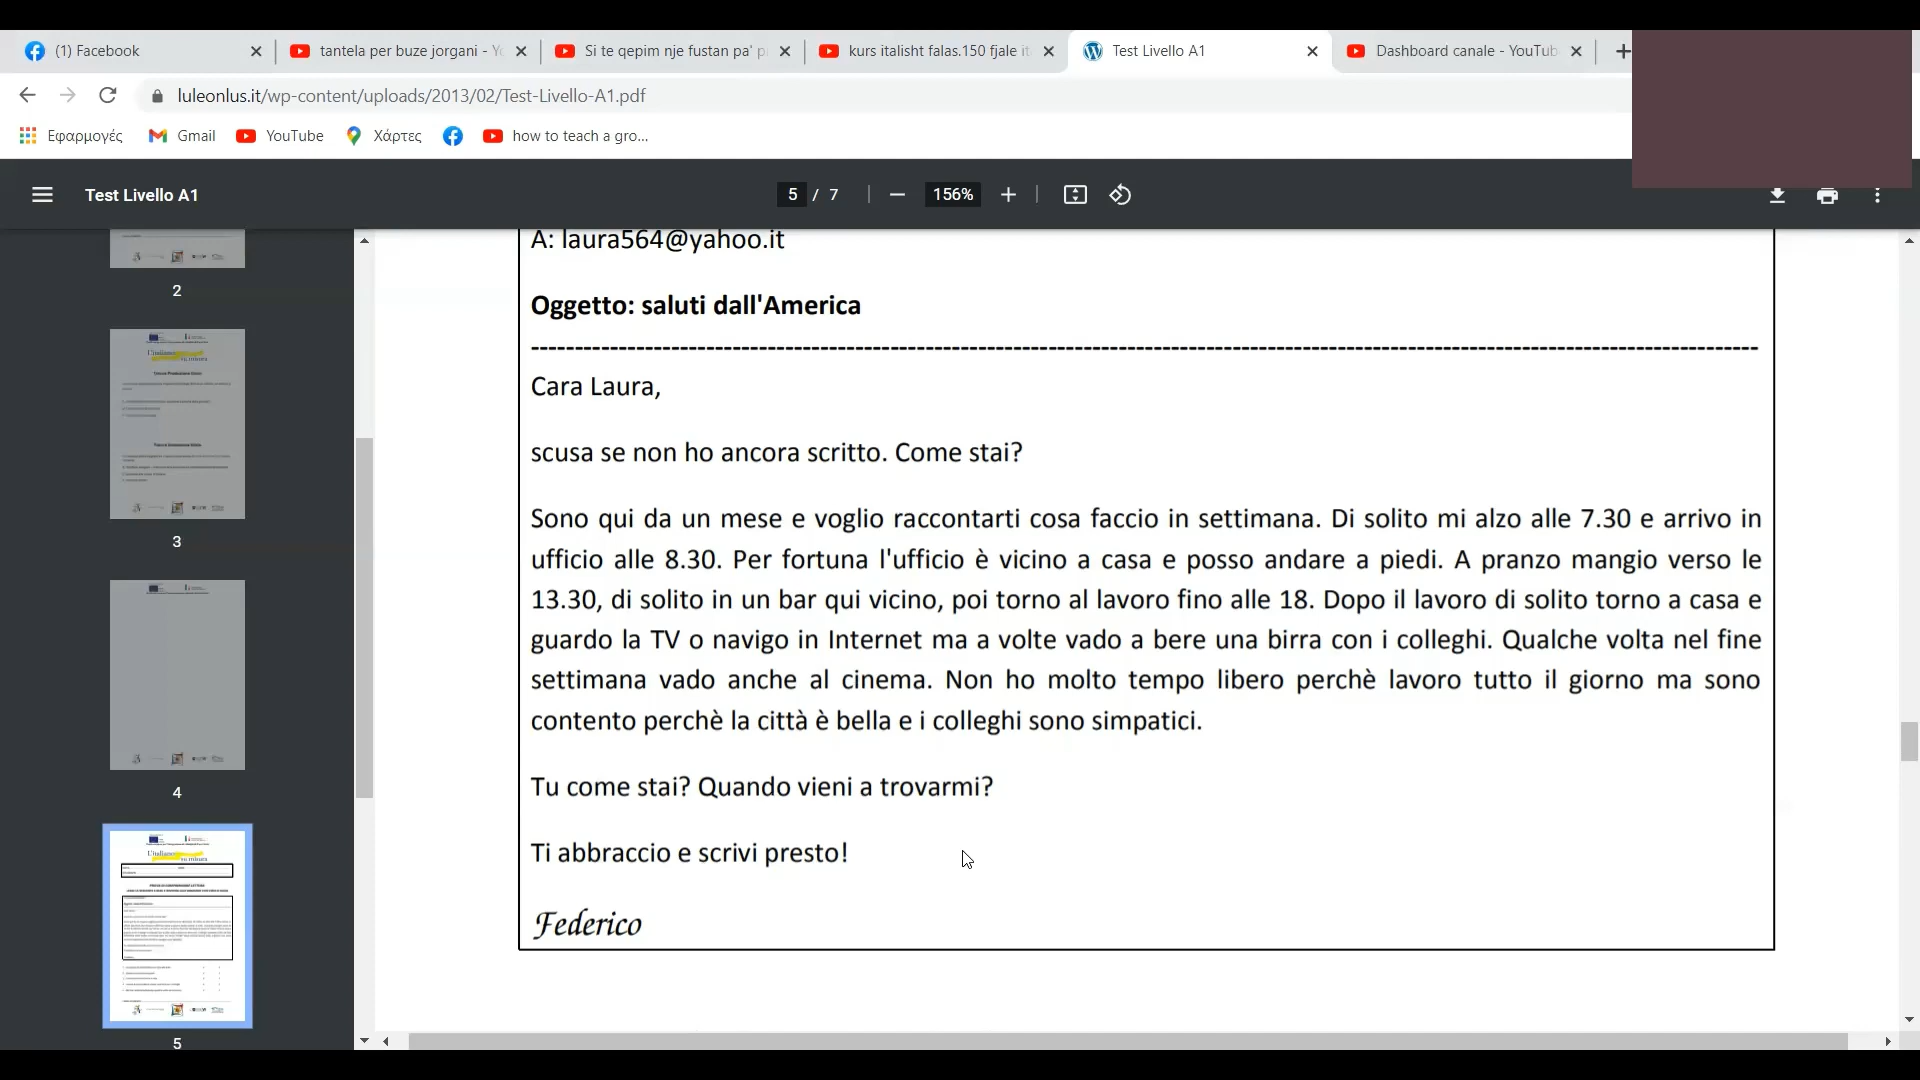 (1) Facebook
tantela per buze jorgani - Yo
Si te qepim nje fustan pa' p
kurs italisht falas.150 fjale it
Test Livello A1
Dashboard canale - YouTub
luleonlus.it/wp-content/uploads/2013/02/Test-Livello-A1.pdf
Εφαρμογές
Gmail
YouTube
Χάρτες
how to teach a gro...
Test Livello A1
5 / 7
156%
2
3
4
5
A: laura564@yahoo.it
Oggetto: saluti dall'America
Cara Laura,
scusa se non ho ancora scritto. Come stai?
Sono qui da un mese e voglio raccontarti cosa faccio in settimana. Di solito mi alzo alle 7.30 e arrivo in
ufficio alle 8.30. Per fortuna l'ufficio è vicino a casa e posso andare a piedi. A pranzo mangio verso le
13.30, di solito in un bar qui vicino, poi torno al lavoro fino alle 18. Dopo il lavoro di solito torno a casa e
guardo la TV o navigo in Internet ma a volte vado a bere una birra con i colleghi. Qualche volta nel fine
settimana vado anche al cinema. Non ho molto tempo libero perchè lavoro tutto il giorno ma sono
contento perchè la città è bella e i colleghi sono simpatici.
Tu come stai? Quando vieni a trovarmi?
Ti abbraccio e scrivi presto!
Federico